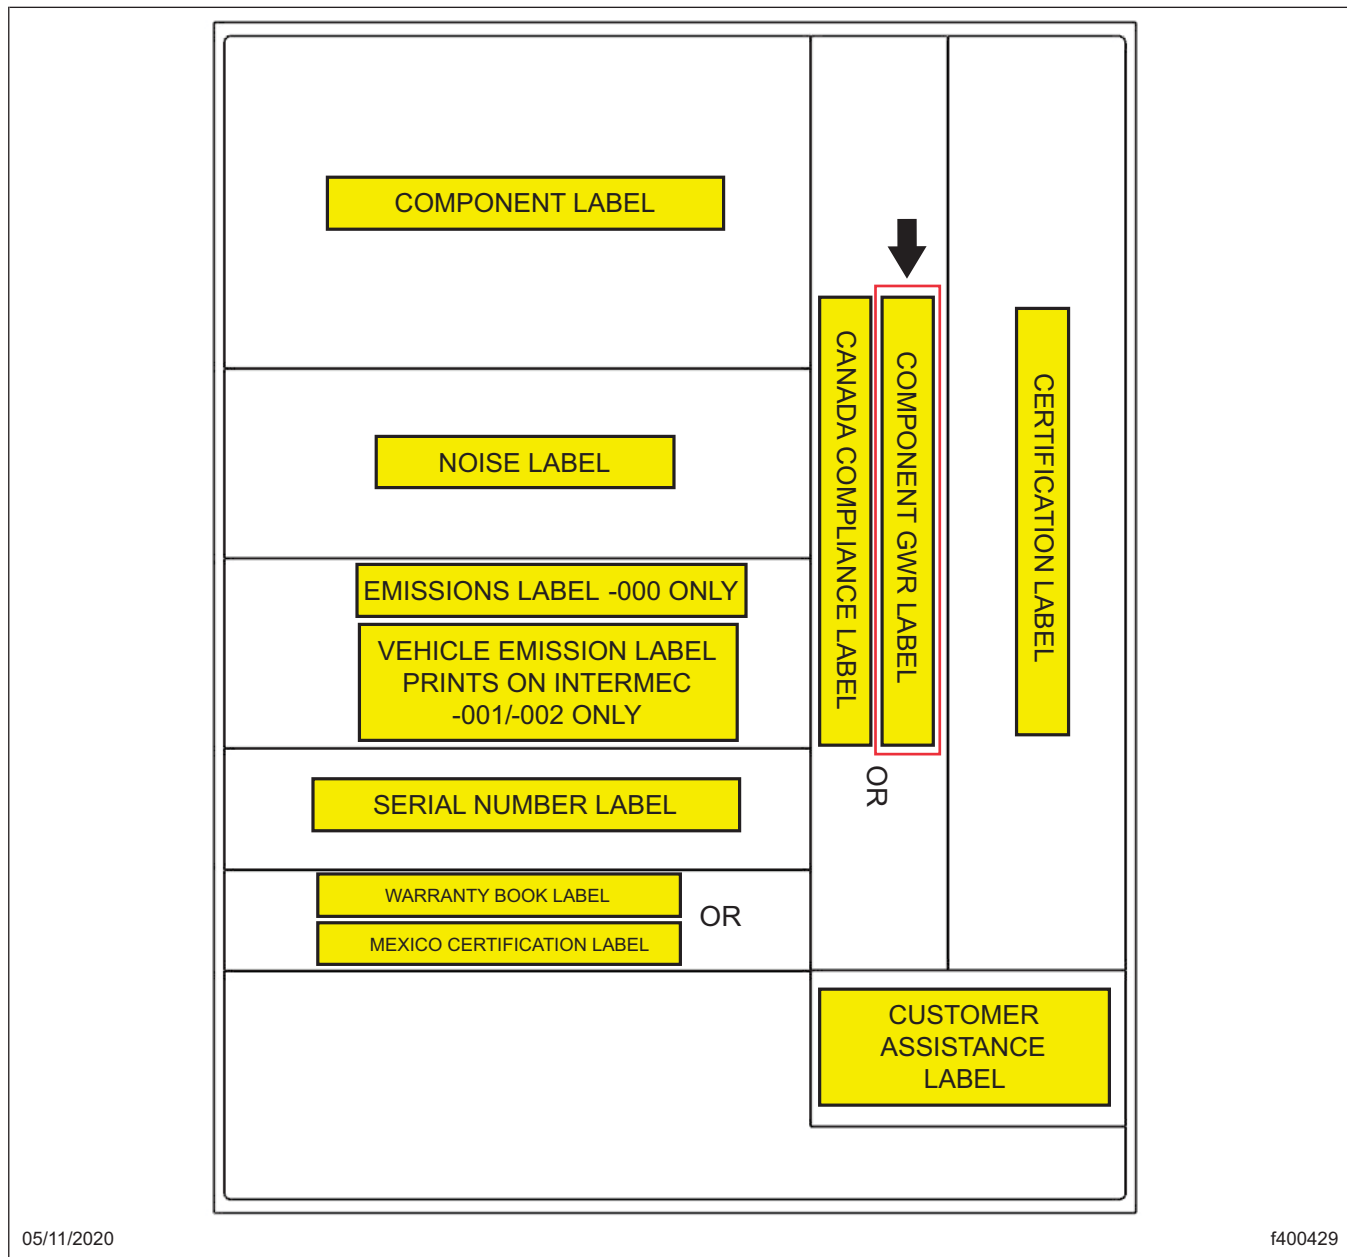 COMPONENT LABEL
NOISE LABEL
EMISSIONS LABEL -000 ONLY
VEHICLE EMISSION LABEL
PRINTS ON INTERMEC
-001/-002 ONLY
SERIAL NUMBER LABEL
WARRANTY BOOK LABEL
OR
MEXICO CERTIFICATION LABEL
CANADA COMPLIANCE LABEL
OR
COMPONENT GWR LABEL
CERTIFICATION LABEL
CUSTOMER
ASSISTANCE
LABEL
05/11/2020
f400429